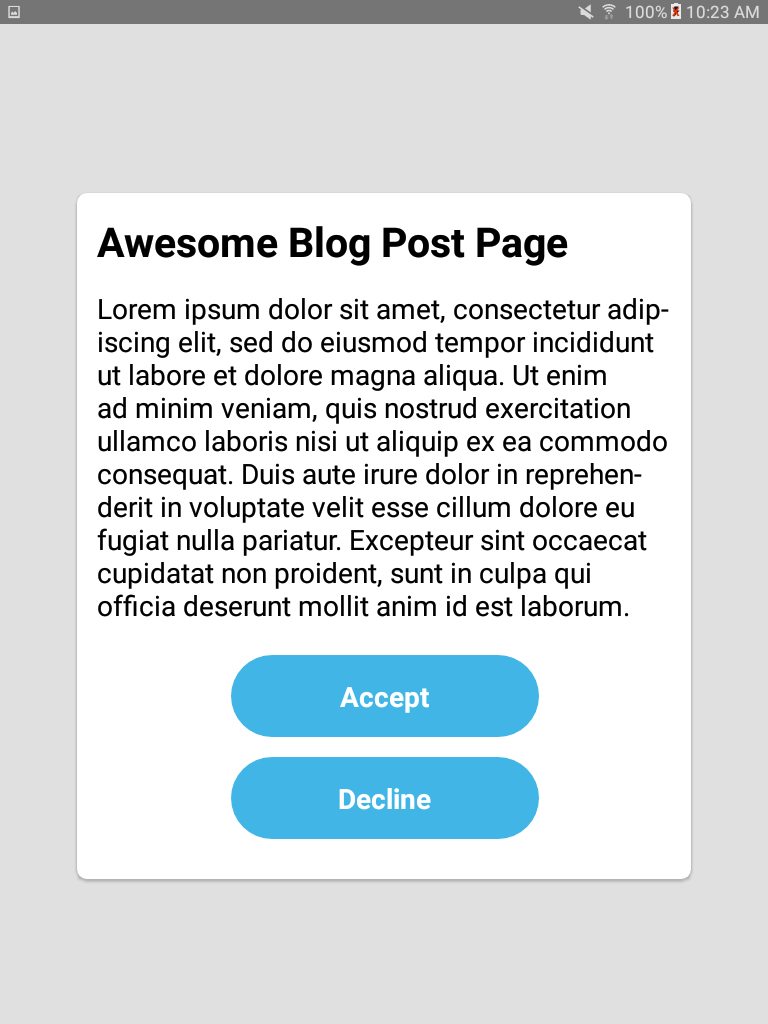 100% 10:23 AM
Awesome Blog Post Page
Lorem ipsum dolor sit amet, consectetur adip-
iscing elit, sed do eiusmod tempor incididunt
ut labore et dolore magna aliqua. Ut enim
ad minim veniam, quis nostrud exercitation
ullamco laboris nisi ut aliquip ex ea commodo
consequat. Duis aute irure dolor in reprehen-
derit in voluptate velit esse cillum dolore eu
fugiat nulla pariatur. Excepteur sint occaecat
cupidatat non proident, sunt in culpa qui
officia deserunt mollit anim id est laborum.
Accept
Decline